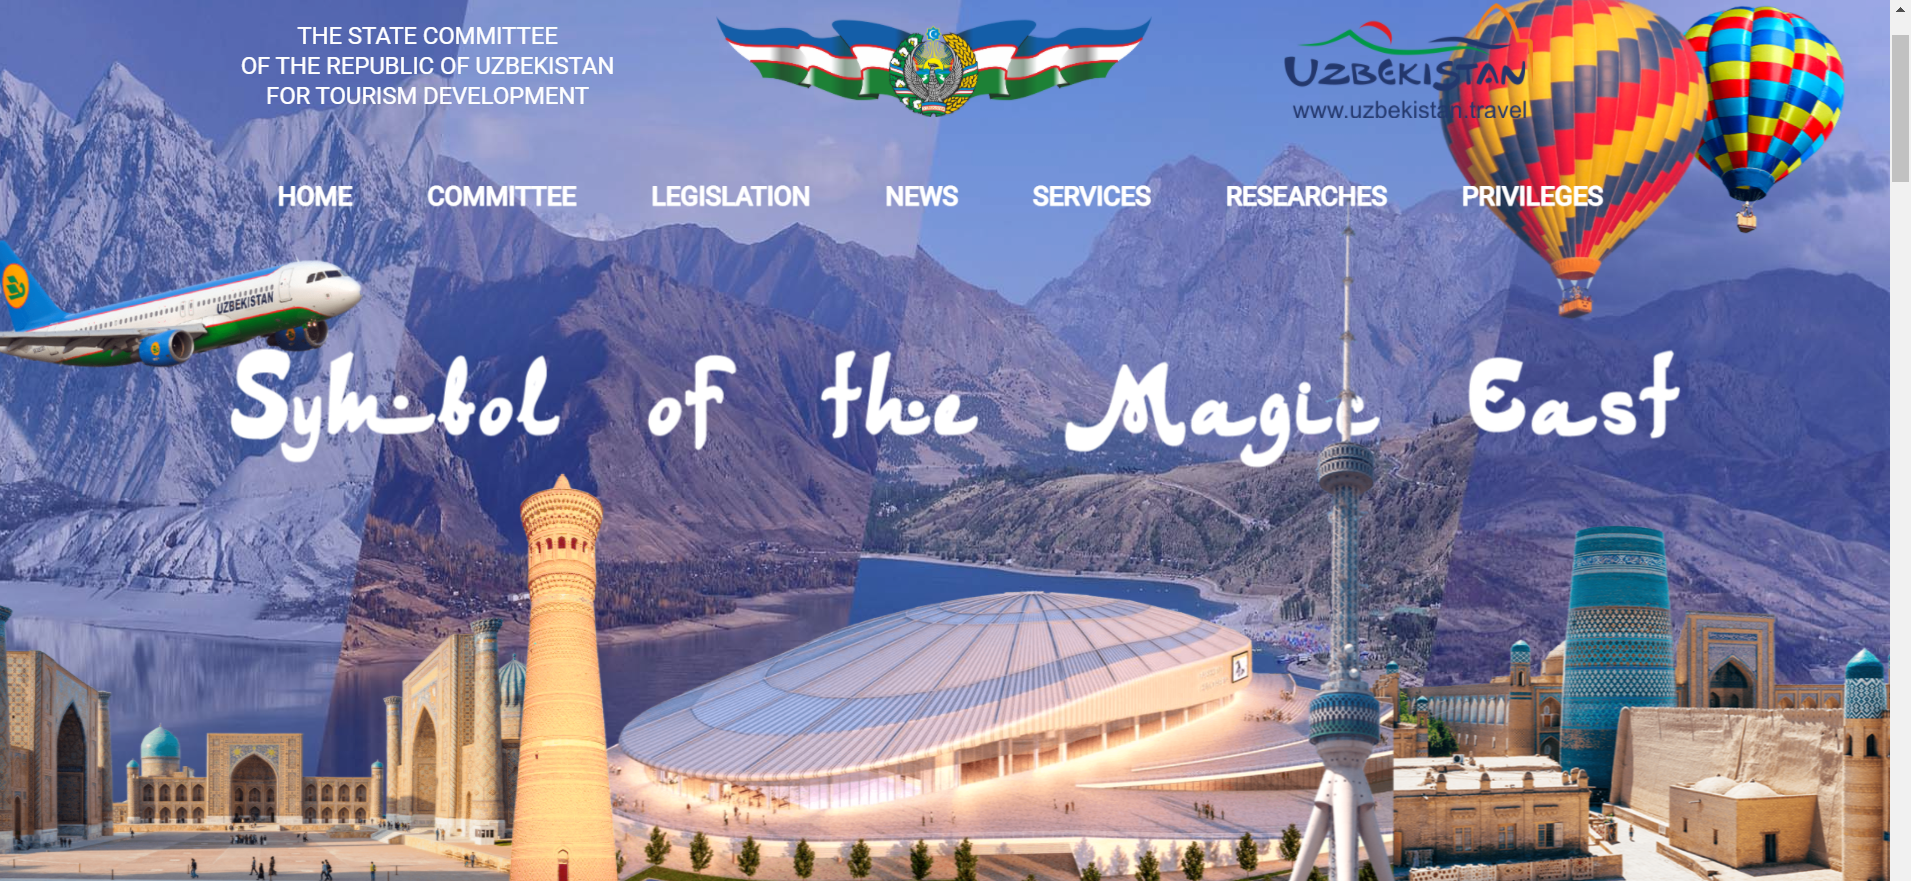 THE STATE COMMITTEE
OF THE REPUBLIC OF UZBEKISTAN
FOR TOURISM DEVELOPMENT
UZBEKISTAN
www.uzbekistan.travel
HOME COMMITTEE LEGISLATION NEWS SERVICES RESEARCHES PRIVILEGES
UZBEKISTAN
Symbol of the Magic East